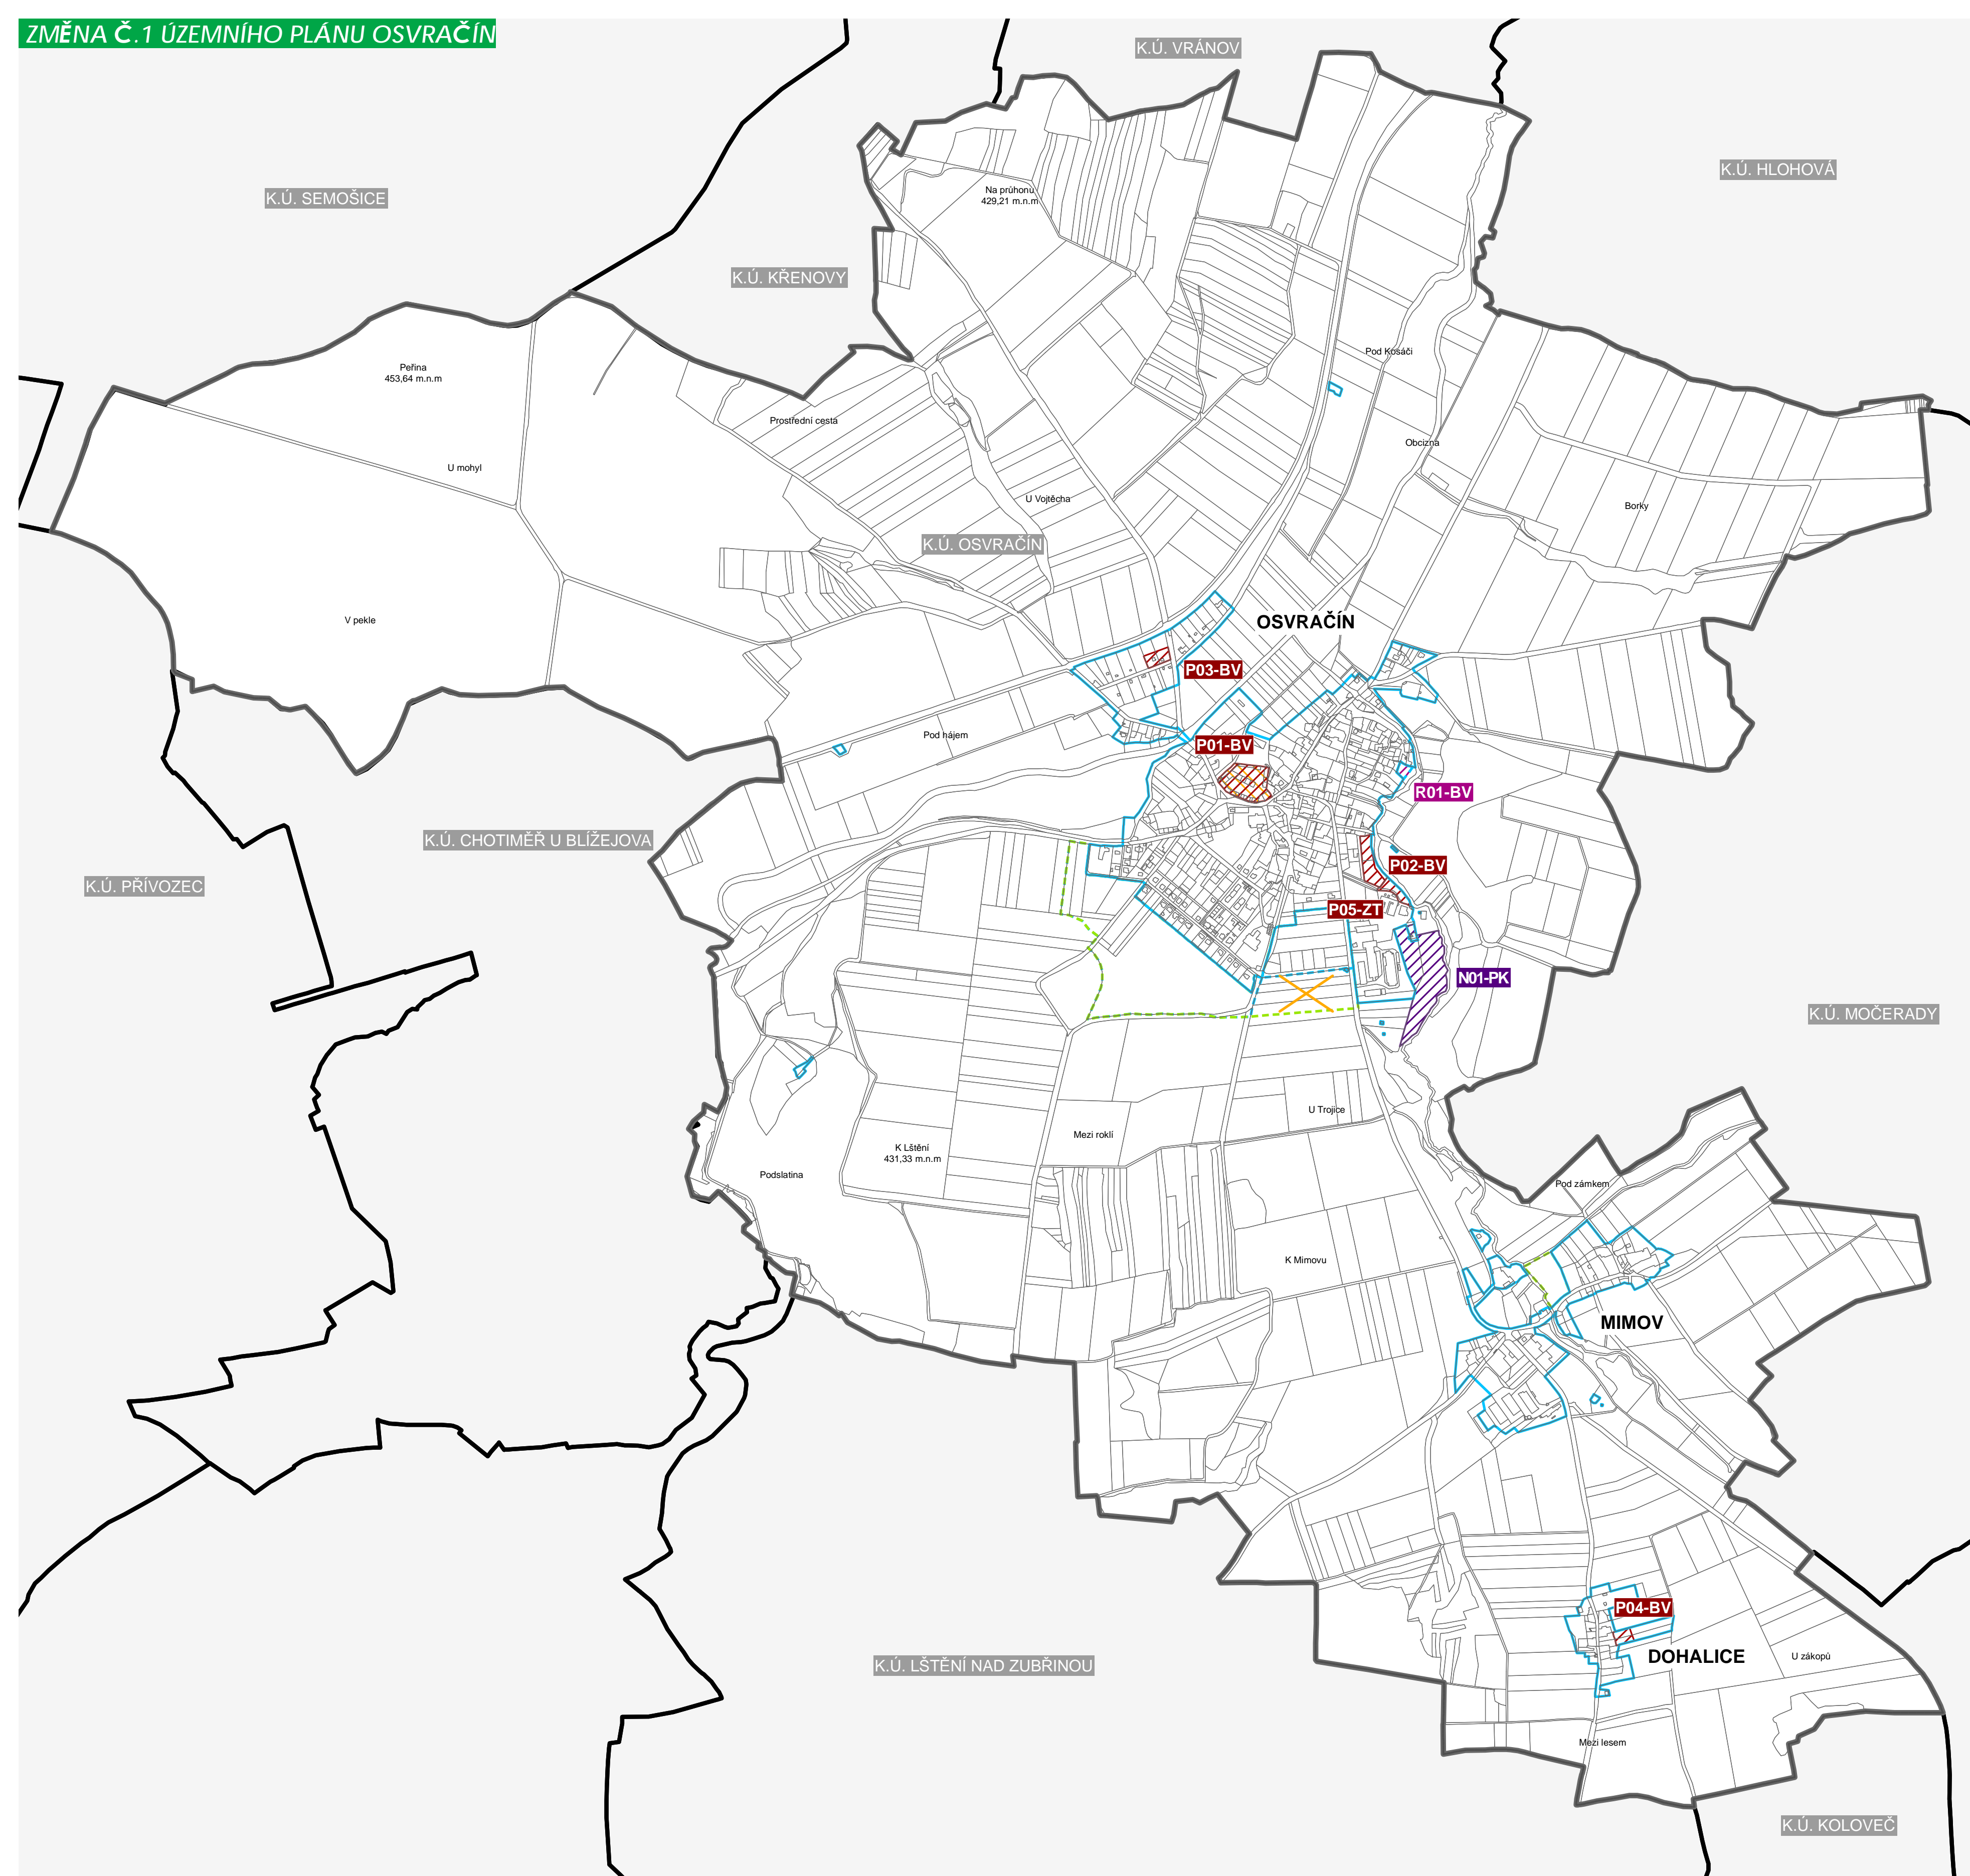 ZMĚNA Č.1 ÚZEMNÍHO PLÁNU OSVRAČÍN
K.Ú. VRÁNOV
K.Ú. HLOHOVÁ
K.Ú. SEMOŠICE
Na průhonu
429,21 m.n.m
K.Ú. KŘENOVY
Pod Kosáči
Peřina
453,64 m.n.m
Prostřední cesta
Obcizna
U mohyl
U Vojtěcha
Borky
K.Ú. OSVRAČÍN
V pekle
OSVRAČÍN
P03-BV
Pod hájem
P01-BV
R01-BV
K.Ú. CHOTIMĚŘ U BLÍŽEJOVA
P02-BV
K.Ú. PŘÍVOZEC
P05-ZT
N01-PK
K.Ú. MOČERADY
U Trojice
Mezi roklí
K Lštění
431,33 m.n.m
Podslatina
Pod zámkem
K Mimovu
MIMOV
P04-BV
DOHALICE
U zákopů
K.Ú. LŠTĚNÍ NAD ZUBŘINOU
Mezi lesem
K.Ú. KOLOVEČ